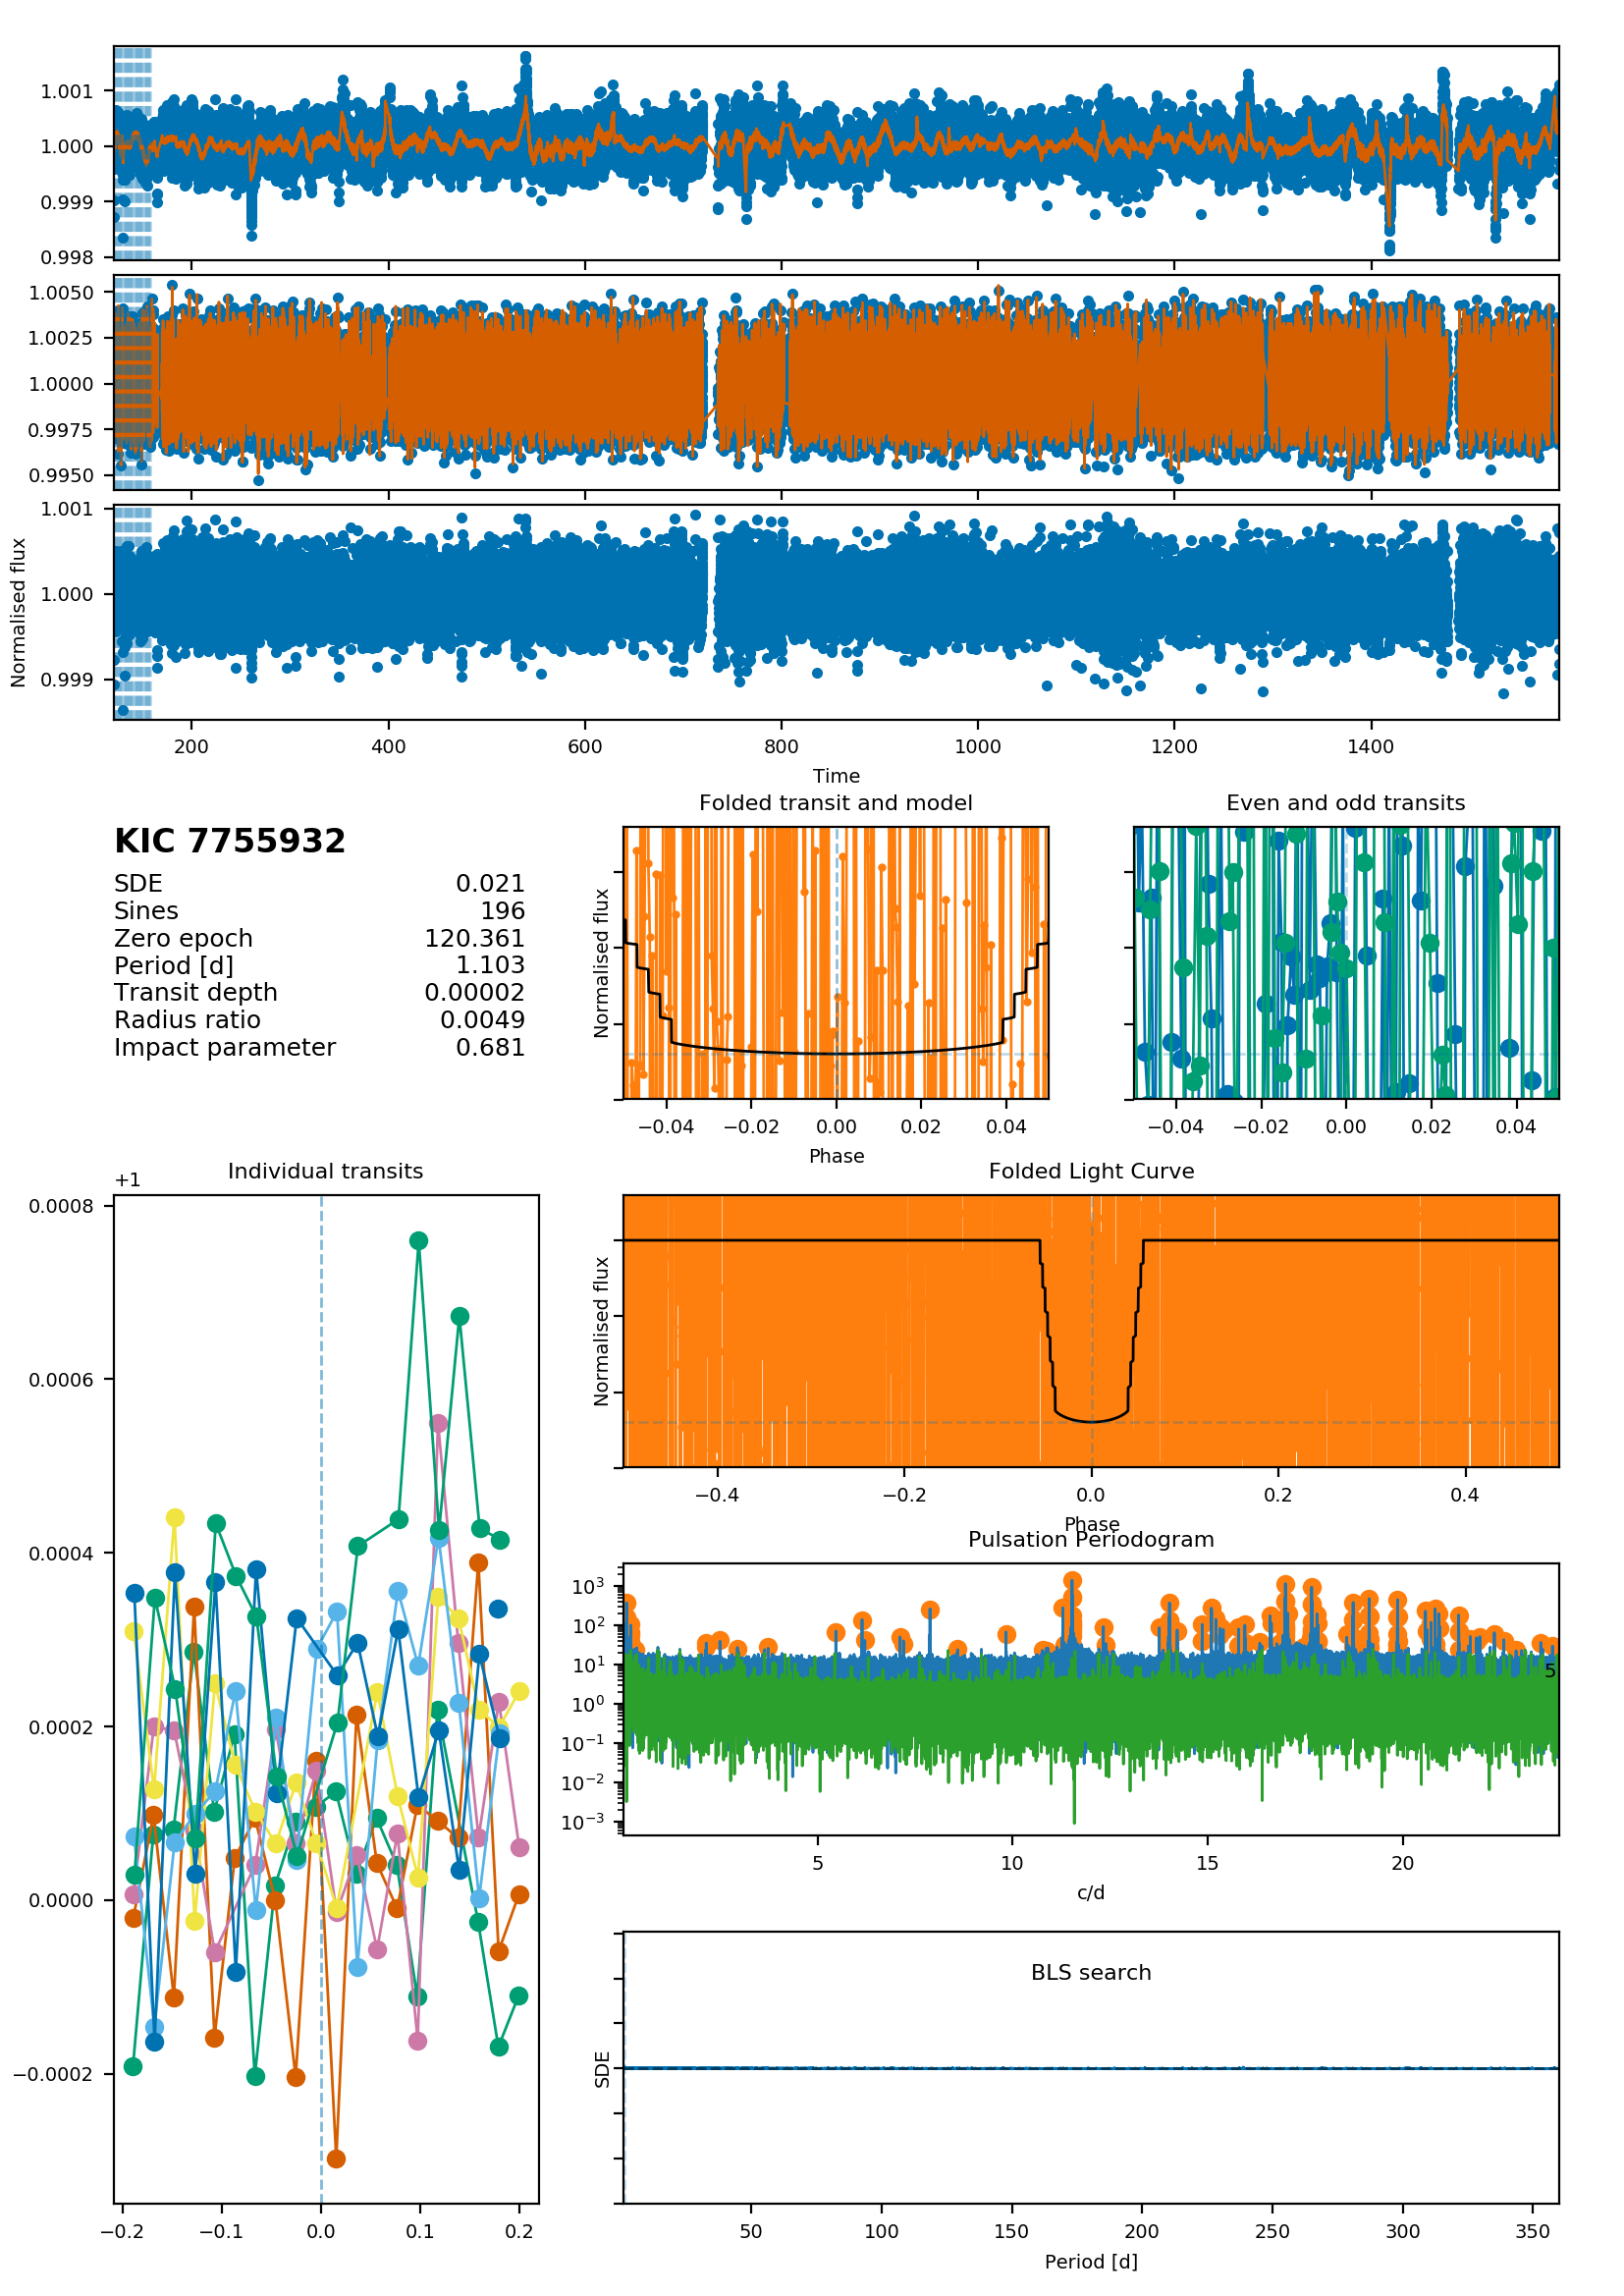 1.001
1.000
0.999
0.998
1.0050
1.0025
1.0000
0.9975
0.9950
1.001
1.000
0.999
Normalised flux
200 400 600 800 1000 1200 1400
Time
KIC 7755932
SDE 0.021
Sines 196
Zero epoch 120.361
Period [d] 1.103
Transit depth 0.00002
Radius ratio 0.0049
Impact parameter 0.681
Folded transit and model
Normalised flux
−0.04 −0.02 0.00 0.02 0.04
Phase
Even and odd transits
−0.04 −0.02 0.00 0.02 0.04
Individual transits
+1
0.0008
0.0006
0.0004
0.0002
0.0000
−0.0002
−0.2 −0.1 0.0 0.1 0.2
Folded Light Curve
Normalised flux
−0.4 −0.2 0.0 0.2 0.4
Phase
Pulsation Periodogram
10³
10²
10¹
10⁰
10⁻¹
10⁻²
10⁻³
5
5 10 15 20
c/d
BLS search
SDE
50 100 150 200 250 300 350
Period [d]